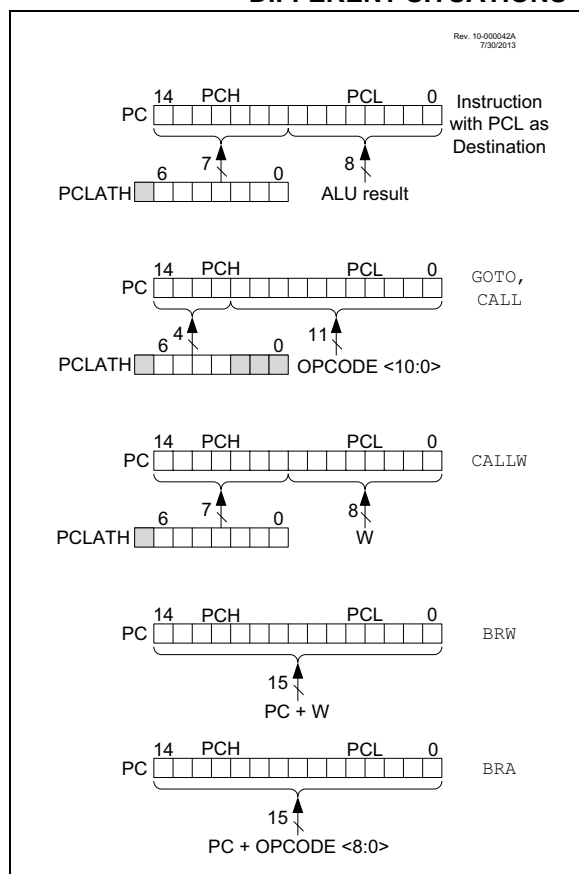 DIFFERENT SITUATIONS
Rev. 10-000042A
7/30/2013
14 PCH PCL 0
PC
Instruction
with PCL as
Destination
7 8
6 0
PCLATH
ALU result
14 PCH PCL 0
PC
GOTO,
CALL
4 11
6 0
PCLATH
OPCODE <10:0>
14 PCH PCL 0
PC
CALLW
7 8
6 0
PCLATH
W
14 PCH PCL 0
PC
BRW
15
PC + W
14 PCH PCL 0
PC
BRA
15
PC + OPCODE <8:0>